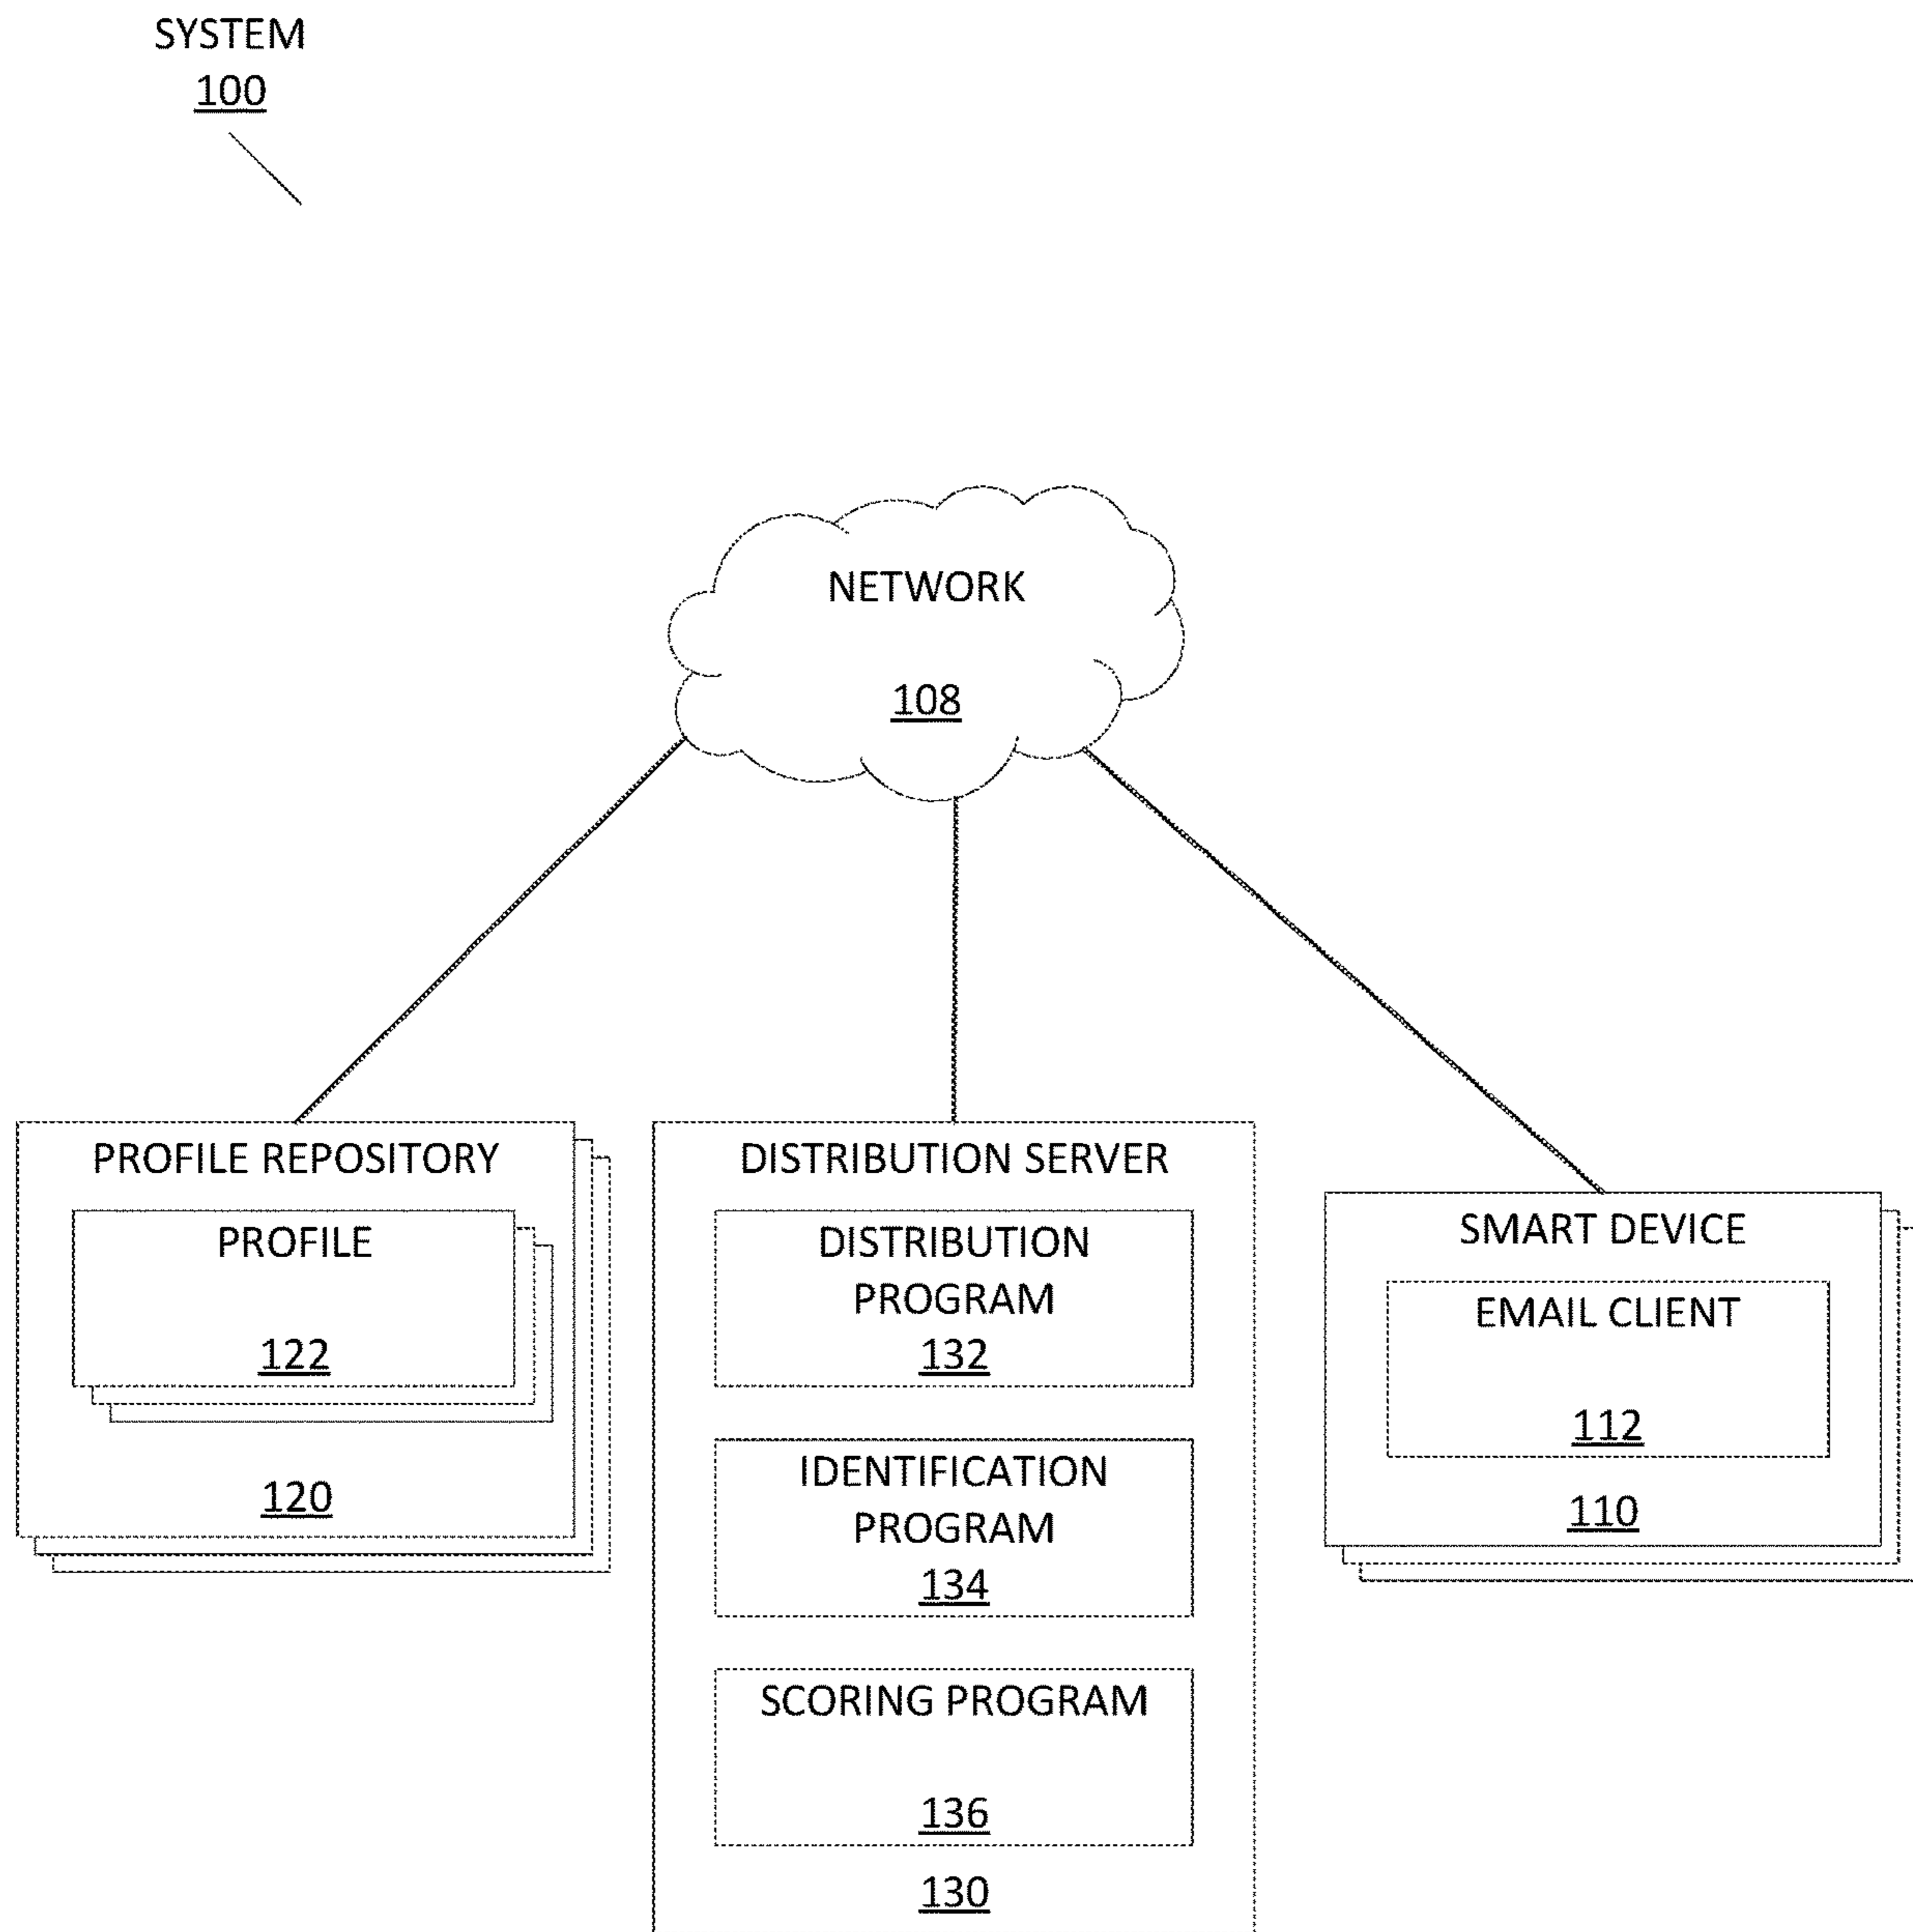 SYSTEM
100
NETWORK
108
PROFILE REPOSITORY
PROFILE
122
120
DISTRIBUTION SERVER
DISTRIBUTION
PROGRAM
132
IDENTIFICATION
PROGRAM
134
SCORING PROGRAM
136
130
SMART DEVICE
EMAIL CLIENT
112
110